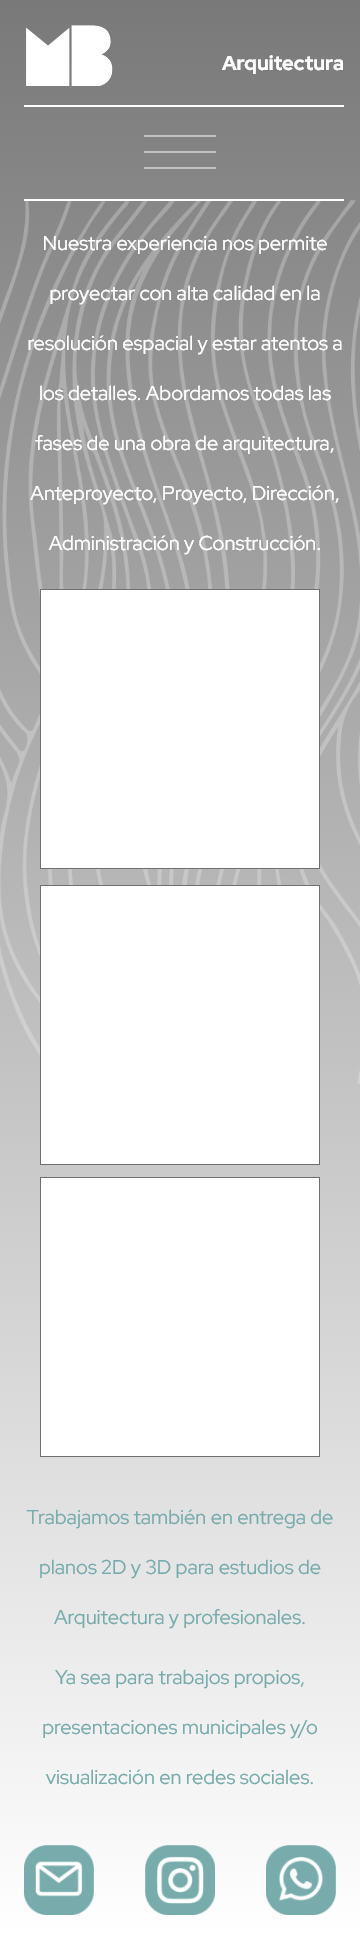 MB
Arquitectura
Nuestra experiencia nos permite
proyectar con alta calidad en la
resolución espacial y estar atentos a
los detalles. Abordamos todas las
fases de una obra de arquitectura,
Anteproyecto, Proyecto, Dirección,
Administración y Construcción.
Trabajamos también en entrega de
planos 2D y 3D para estudios de
Arquitectura y profesionales.
Ya sea para trabajos propios,
presentaciones municipales y/o
visualización en redes sociales.